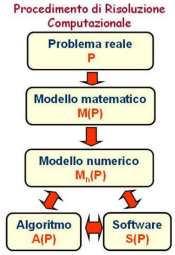 Procedimento di Risoluzione
Computazionale
Problema reale
P
Modello matematico
M(P)
Modello numerico
Mh(P)
Algoritmo
A(P)
Software
S(P)